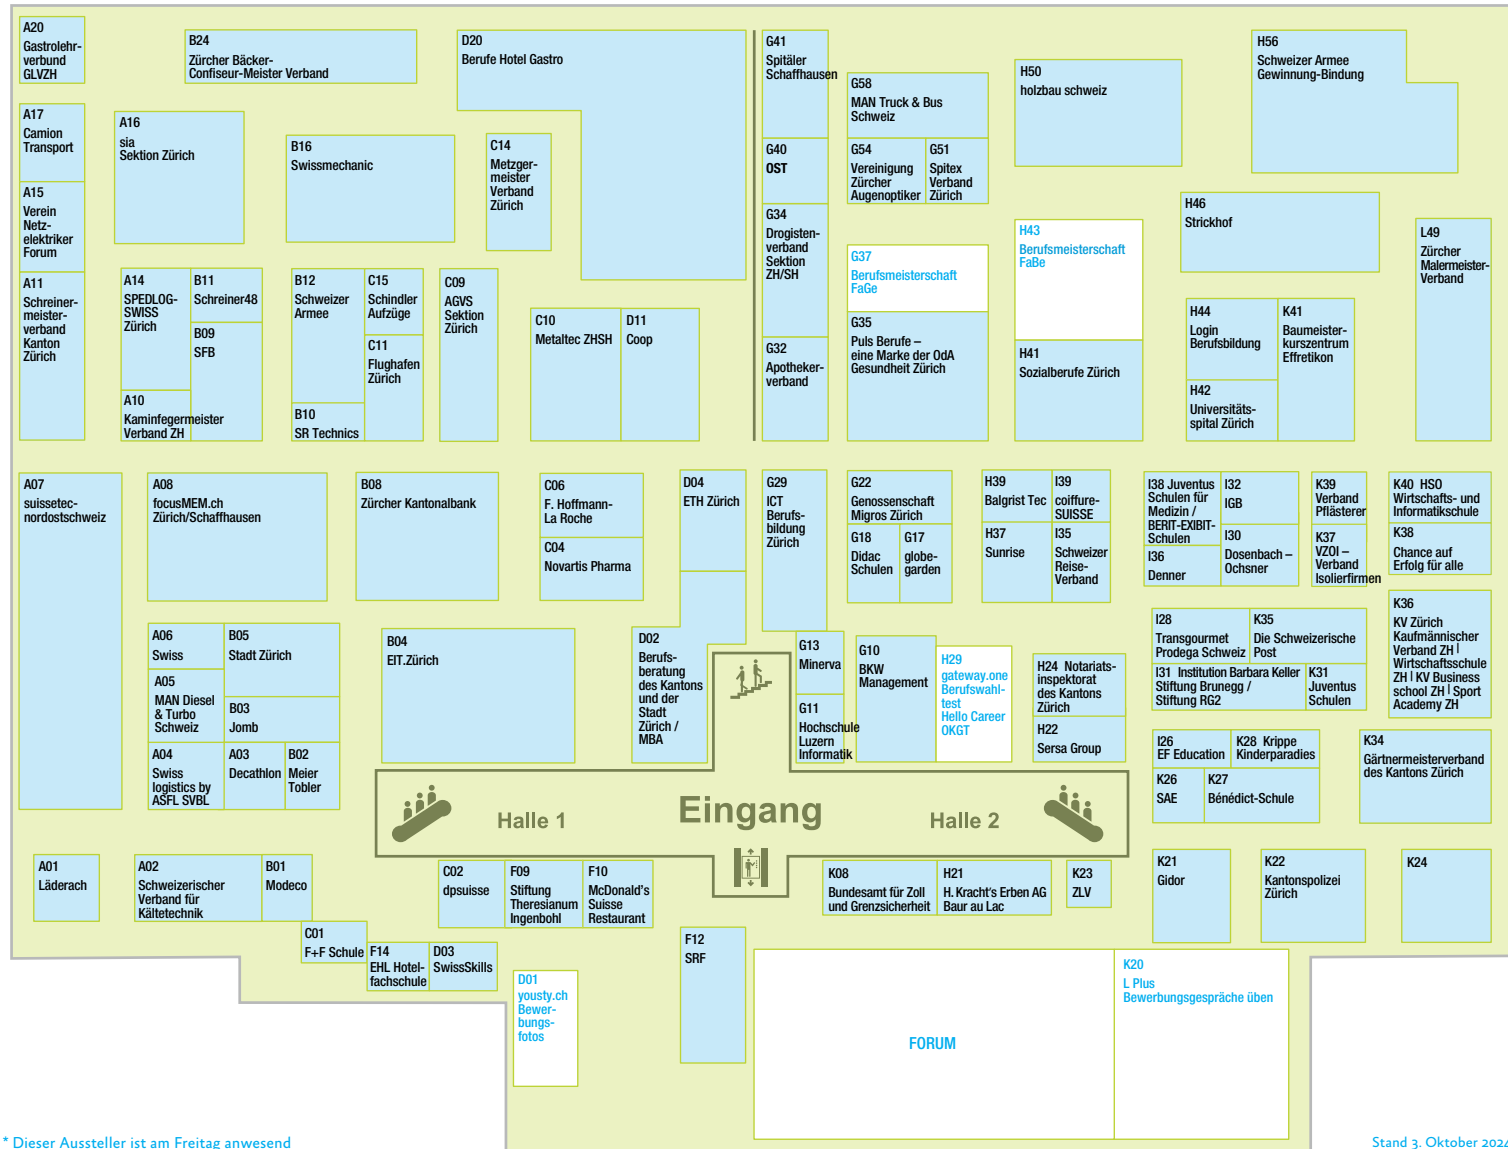 A20
Gastrolehr-
verbund
GLVZH
B24
Zürcher Bäcker-
Confiseur-Meister Verband
D20
Berufe Hotel Gastro
G41
Spitäler
Schaffhausen
G58
MAN Truck & Bus
Schweiz
H50
holzbau schweiz
H56
Schweizer Armee
Gewinnung-Bindung
A17
Camion
Transport
A16
sia
Sektion Zürich
B16
Swissmechanic
C14
Metzger-
meister
Verband
Zürich
G40
OST
G54
Vereinigung
Zürcher
Augenoptiker
G51
Spitex
Verband
Zürich
A15
Verein
Netz-
elektriker
Forum
G34
Drogisten-
verband
Sektion
ZH/SH
H46
Strickhof
H43
Berufsmeisterschaft
FaBe
L49
Zürcher
Malermeister-
Verband
G37
Berufsmeisterschaft
FaGe
A11
Schreiner-
meister-
verband
Kanton
Zürich
A14
SPEDLOG-
SWISS
Zürich
B11
Schreiner48
B09
SFB
A10
Kaminfegermeister
Verband ZH
B12
Schweizer
Armee
C15
Schindler
Aufzüge
C11
Flughafen
Zürich
B10
SR Technics
C09
AGVS
Sektion
Zürich
C10
Metaltec ZHSH
D11
Coop
G32
Apotheker-
verband
G35
Puls Berufe –
eine Marke der OdA
Gesundheit Zürich
H41
Sozialberufe Zürich
H44
Login
Berufsbildung
K41
Baumeister-
kurszentrum
Effretikon
H42
Universitäts-
spital Zürich
A07
suissetec-
nordostschweiz
A08
focusMEM.ch
Zürich/Schaffhausen
B08
Zürcher Kantonalbank
C06
F. Hoffmann-
La Roche
C04
Novartis Pharma
D04
ETH Zürich
G29
ICT
Berufs-
bildung
Zürich
G22
Genossenschaft
Migros Zürich
G18
Didac
Schulen
G17
globe-
garden
H39
Balgrist Tec
I39
coiffure-
SUISSE
H37
Sunrise
I35
Schweizer
Reise-
Verband
I38 Juventus
Schulen für
Medizin /
BERIT-EXIBIT-
Schulen
I32
IGB
I36
Denner
I30
Dosenbach –
Ochsner
K39
Verband
Pflästerer
K37
VZOI –
Verband
Isolierfirmen
K40 HSO
Wirtschafts- und
Informatikschule
K38
Chance auf
Erfolg für alle
A06
Swiss
B05
Stadt Zürich
A05
MAN Diesel
& Turbo
Schweiz
B03
Jomb
A04
Swiss
logistics by
ASFL SVBL
A03
Decathlon
B02
Meier
Tobler
B04
EIT.Zürich
D02
Berufs-
beratung
des Kantons
und der
Stadt
Zürich /
MBA
G13
Minerva
G11
Hochschule
Luzern
Informatik
G10
BKW
Management
H29
gateway.one
Berufswahl-
test
Hello Career
OKGT
H24 Notariats-
inspektorat
des Kantons
Zürich
H22
Sersa Group
I28
Transgourmet
Prodega Schweiz
K35
Die Schweizerische
Post
I31 Institution Barbara Keller
Stiftung Brunegg /
Stiftung RG2
K31
Juventus
Schulen
K36
KV Zürich
Kaufmännischer
Verband ZH |
Wirtschaftsschule
ZH | KV Business
school ZH | Sport
Academy ZH
I26
EF Education
K28 Krippe
Kinderparadies
K26
SAE
K27
Bénédict-Schule
K34
Gärtnermeisterverband
des Kantons Zürich
Halle 1
Eingang
Halle 2
A01
Läderach
A02
Schweizerischer
Verband für
Kältetechnik
B01
Modeco
C01
F+F Schule
F14
EHL Hotel-
fachschule
D03
SwissSkills
C02
dpsuisse
F09
Stiftung
Theresianum
Ingenbohl
F10
McDonald's
Suisse
Restaurant
K08
Bundesamt für Zoll
und Grenzsicherheit
H21
H. Kracht's Erben AG
Baur au Lac
K23
ZLV
K21
Gidor
K22
Kantonspolizei
Zürich
K24
D01
yousty.ch
Bewer-
bungs-
fotos
F12
SRF
FORUM
K20
L Plus
Bewerbungsgespräche üben
* Dieser Aussteller ist am Freitag anwesend
Stand 3. Oktober 2024